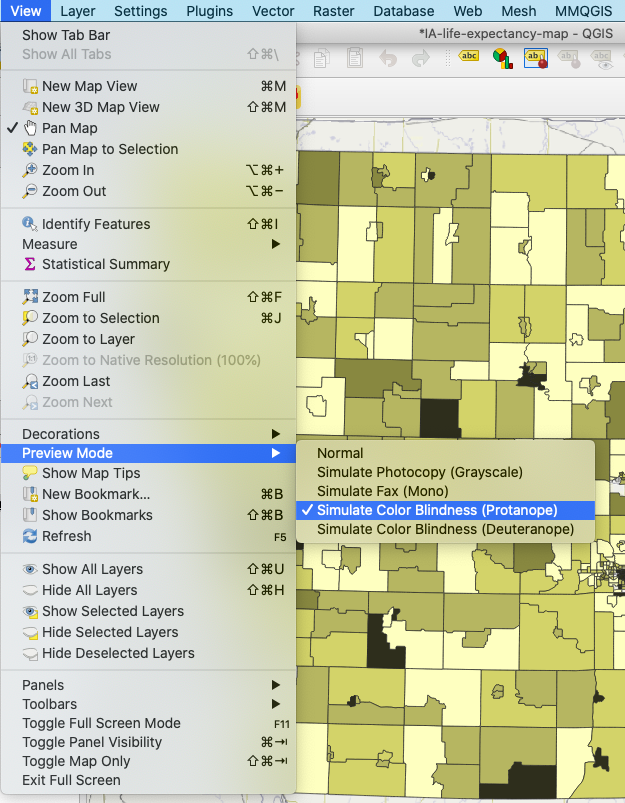 View Layer Settings Plugins Vector Raster Database Web Mesh MMQGIS
*IA-life-expectancy-map - QGIS
Show Tab Bar
Show All Tabs ⇧⌘\
abc abc abc abc
New Map View ⌘M
New 3D Map View ⇧⌘M
✓ Pan Map
Pan Map to Selection
Zoom In ⌥⌘+
Zoom Out ⌥⌘−
Identify Features ⇧⌘I
Measure ▶
Σ Statistical Summary
Zoom Full ⇧⌘F
Zoom to Selection ⌘J
Zoom to Layer
Zoom to Native Resolution (100%)
Zoom Last
Zoom Next
Decorations ▶
Preview Mode ▶
Normal
Simulate Photocopy (Grayscale)
Simulate Fax (Mono)
✓ Simulate Color Blindness (Protanope)
Simulate Color Blindness (Deuteranope)
Show Map Tips
New Bookmark... ⌘B
Show Bookmarks ⇧⌘B
Refresh F5
Show All Layers ⇧⌘U
Hide All Layers ⇧⌘H
Show Selected Layers
Hide Selected Layers
Hide Deselected Layers
Panels ▶
Toolbars ▶
Toggle Full Screen Mode F11
Toggle Panel Visibility ⌘⇥
Toggle Map Only ⇧⌘⇥
Exit Full Screen